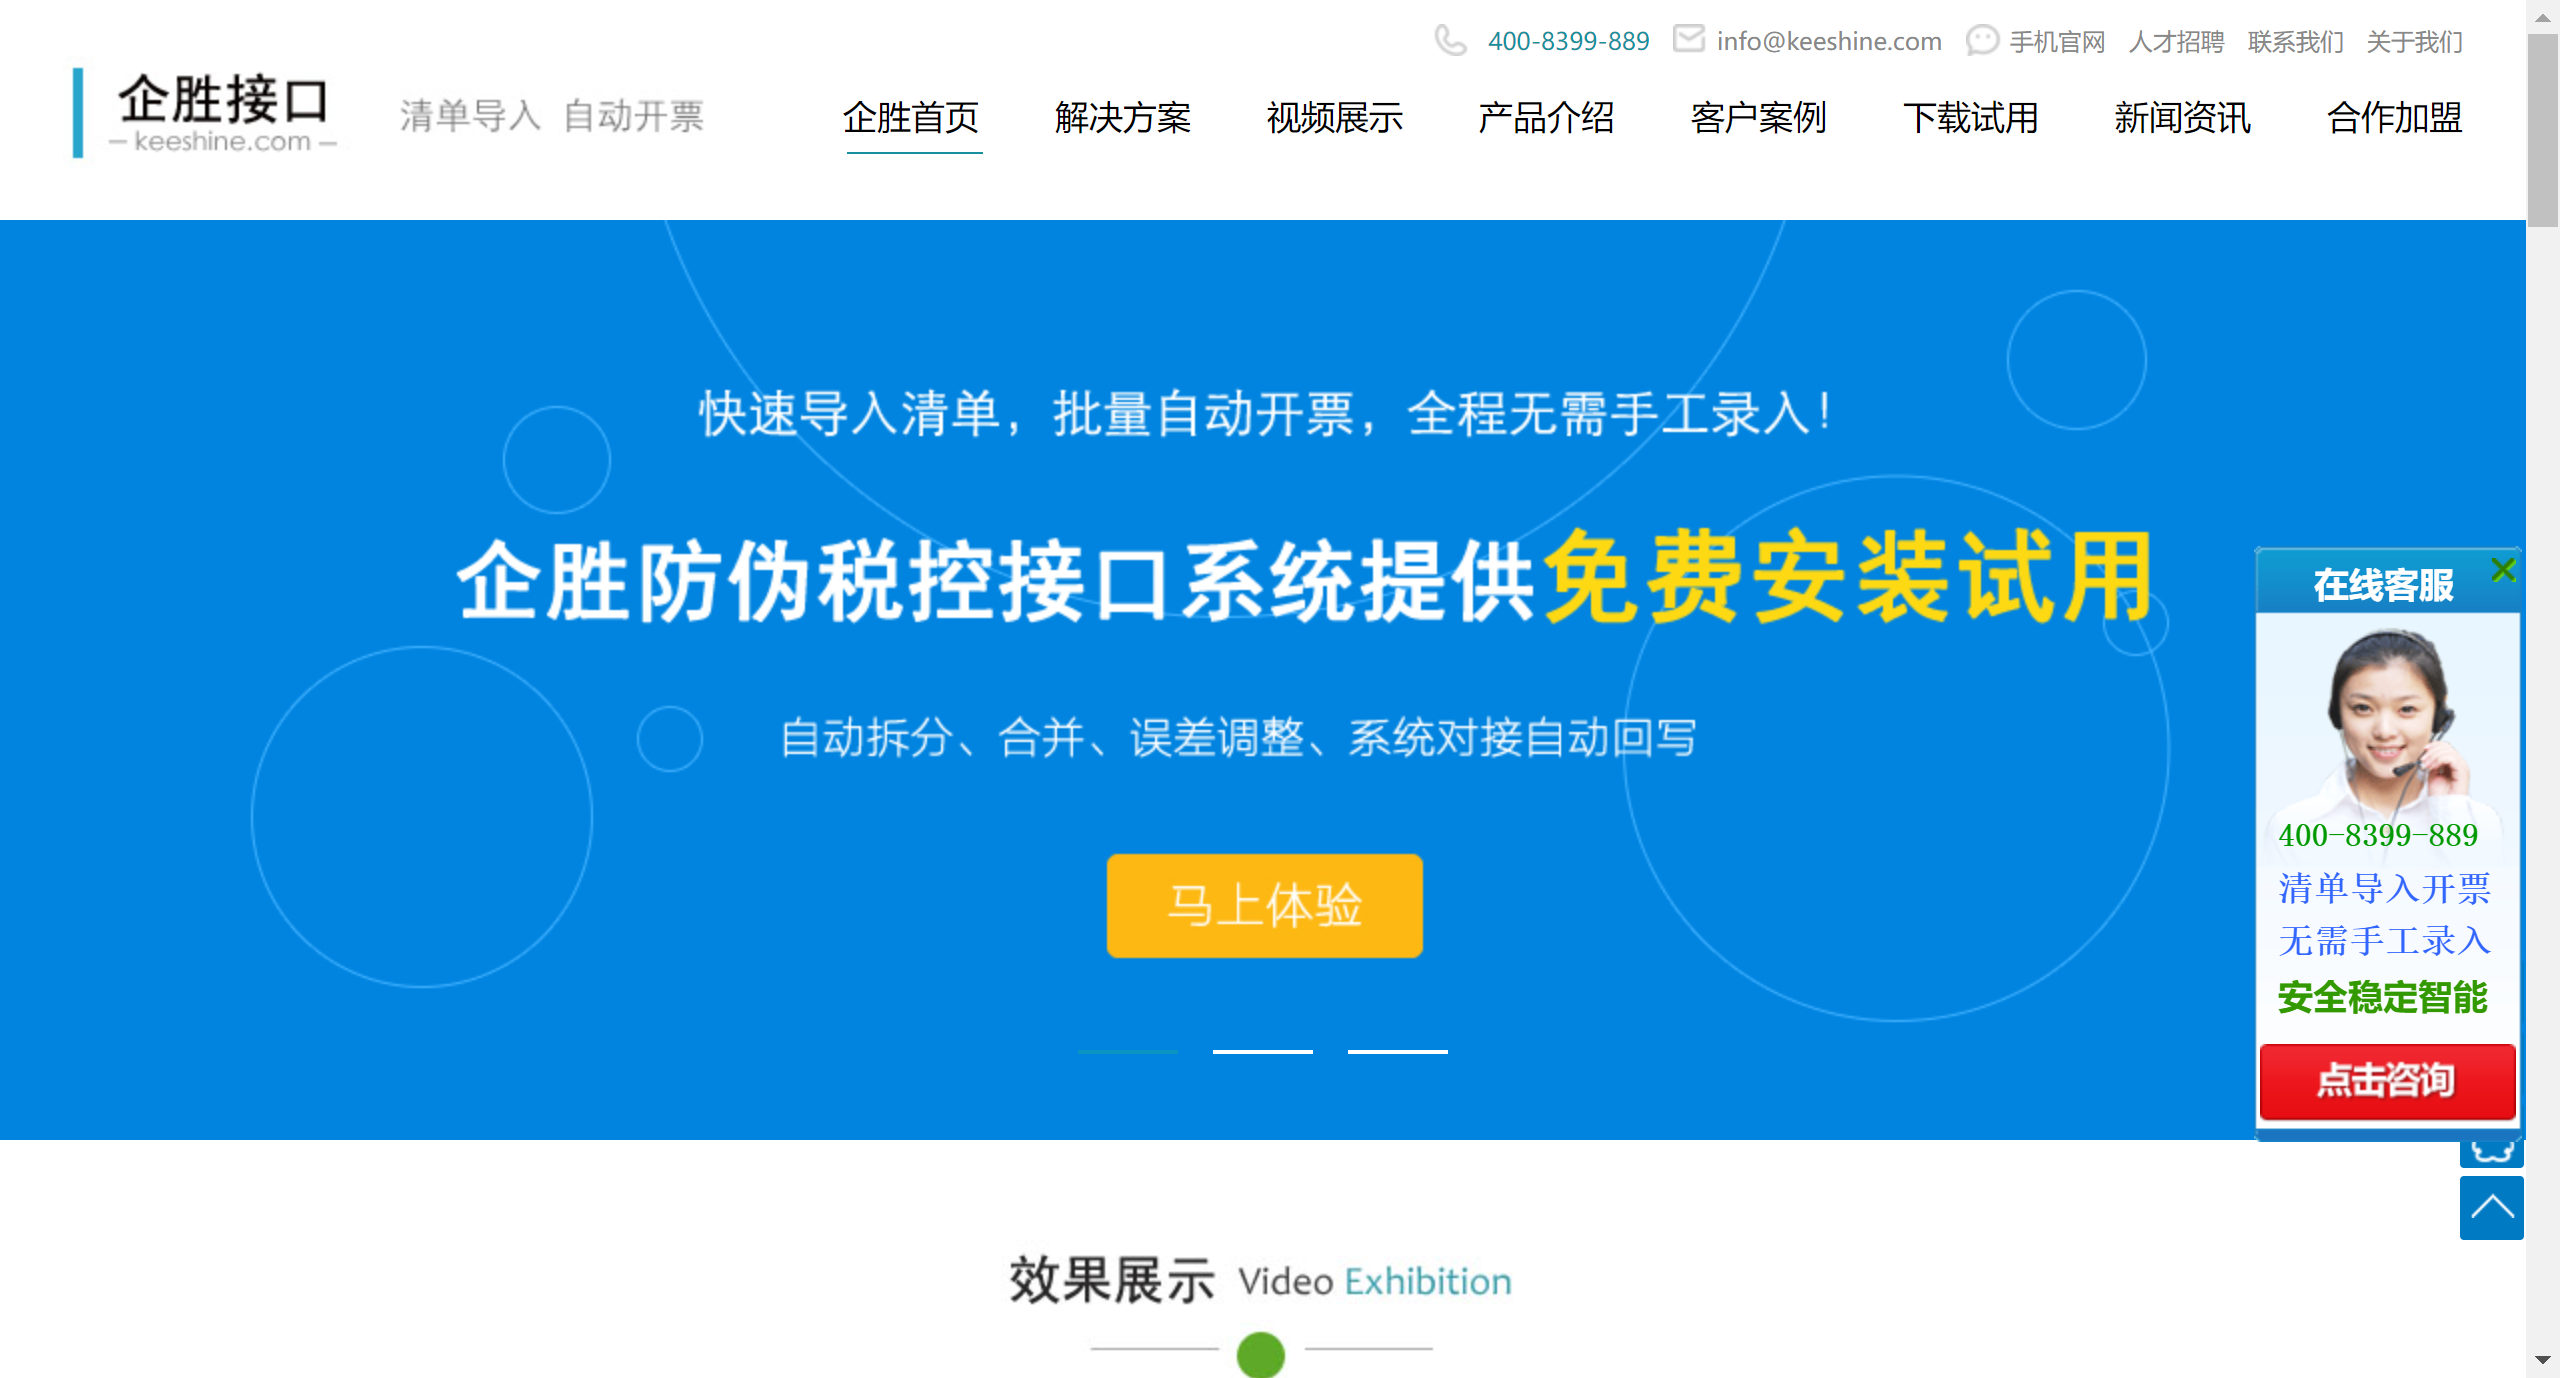 400-8399-889 info@keeshine.com 手机官网 人才招聘 联系我们 关于我们
企胜接口
keeshine.com
清单导入 自动开票
企胜首页 解决方案 视频展示 产品介绍 客户案例 下载试用 新闻资讯 合作加盟
快速导入清单，批量自动开票，全程无需手工录入！
企胜防伪税控接口系统提供免费安装试用
自动拆分、合并、误差调整、系统对接自动回写
马上体验
在线客服
400-8399-889
清单导入开票
无需手工录入
安全稳定智能
点击咨询
效果展示 Video Exhibition